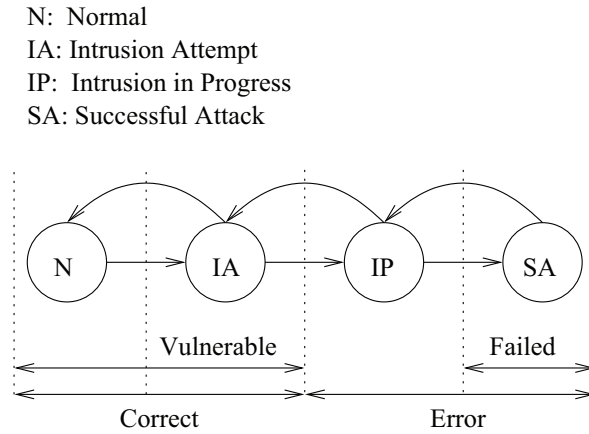 N: Normal
IA: Intrusion Attempt
IP: Intrusion in Progress
SA: Successful Attack
N IA IP SA
Vulnerable Failed
Correct Error